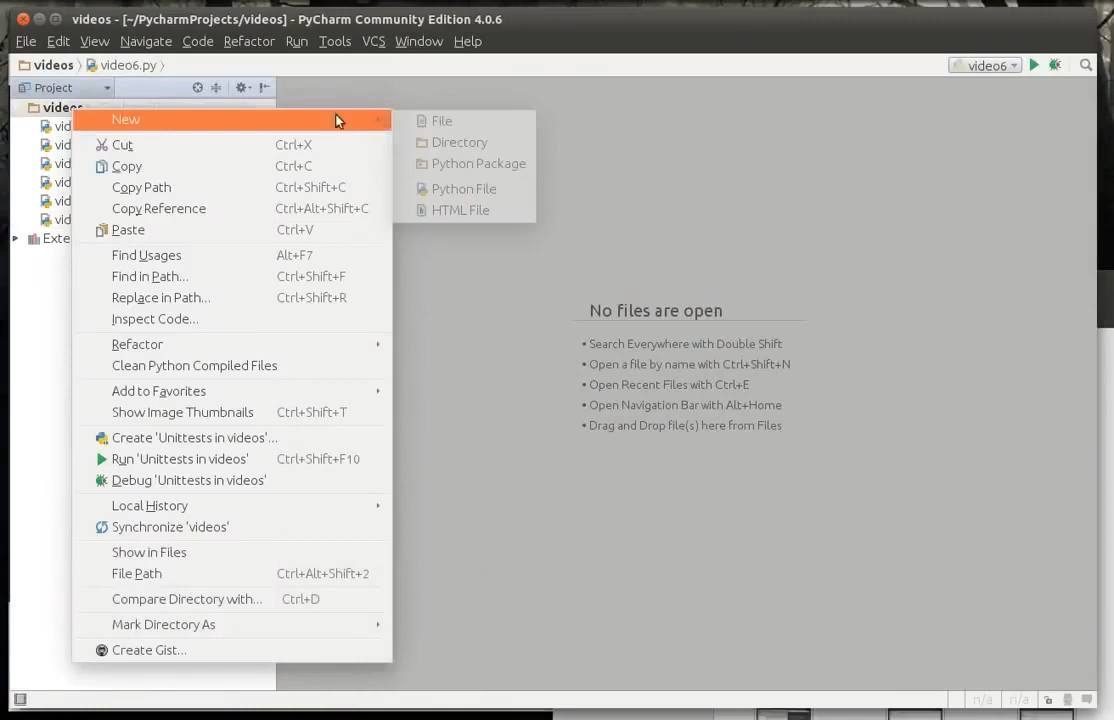 videos - [~/PycharmProjects/videos] - PyCharm Community Edition 4.0.6
File Edit View Navigate Code Refactor Run Tools VCS Window Help
videos video6.py video6
Project
videos
New
vid
vid
vid
vid
vid
vid
Exte
Cut Ctrl+X
Copy Ctrl+C
Copy Path Ctrl+Shift+C
Copy Reference Ctrl+Alt+Shift+C
Paste Ctrl+V
Find Usages Alt+F7
Find in Path... Ctrl+Shift+F
Replace in Path... Ctrl+Shift+R
Inspect Code...
Refactor
Clean Python Compiled Files
Add to Favorites
Show Image Thumbnails Ctrl+Shift+T
Create 'Unittests in videos'...
Run 'Unittests in videos' Ctrl+Shift+F10
Debug 'Unittests in videos'
Local History
Synchronize 'videos'
Show in Files
File Path Ctrl+Alt+Shift+2
Compare Directory with... Ctrl+D
Mark Directory As
Create Gist...
File
Directory
Python Package
Python File
HTML File
No files are open
• Search Everywhere with Double Shift
• Open a file by name with Ctrl+Shift+N
• Open Recent Files with Ctrl+E
• Open Navigation Bar with Alt+Home
• Drag and Drop file(s) here from Files
n/a n/a